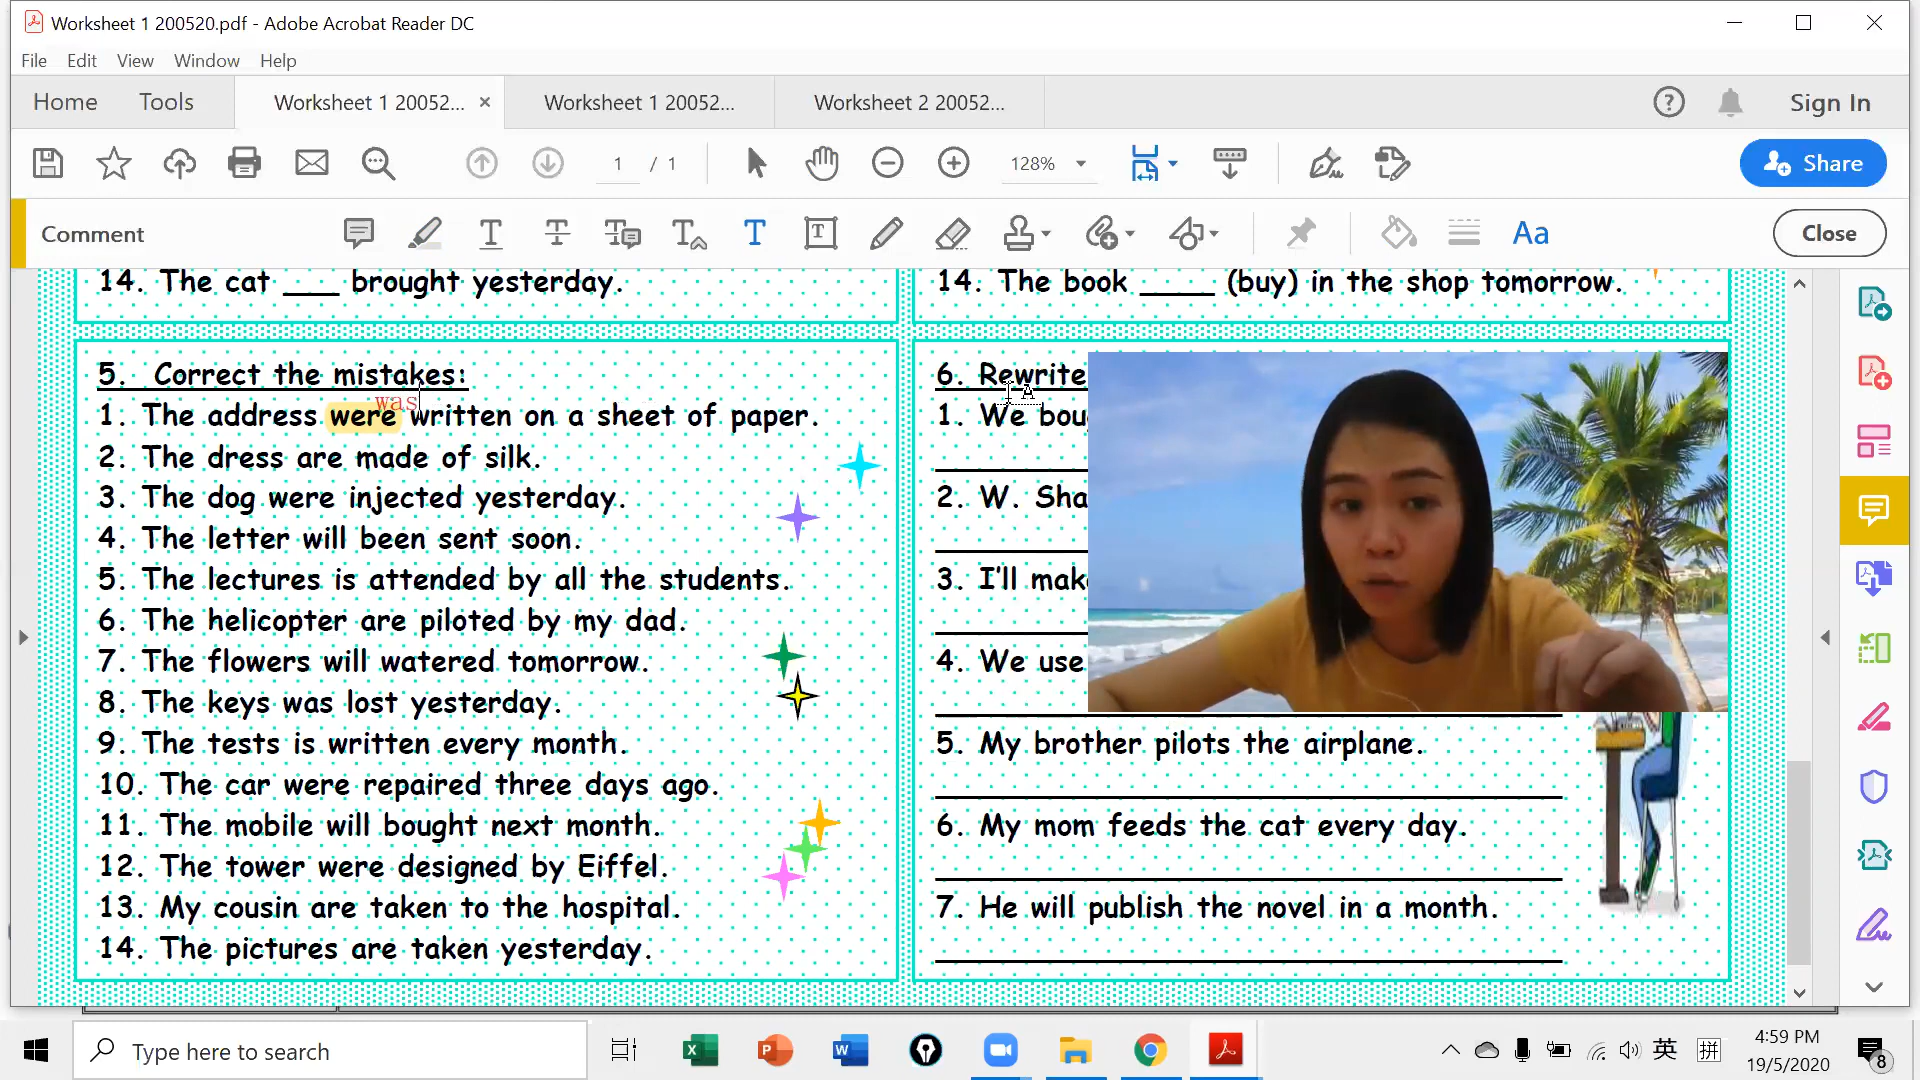 Worksheet 1 200520.pdf - Adobe Acrobat Reader DC
File Edit View Window Help
Home Tools Worksheet 1 20052... × Worksheet 1 20052... Worksheet 2 20052... Sign In
1 / 1 128% Share
Comment Aa Close
14. The cat ___ brought yesterday.
5. Correct the mistakes:
was
1. The address were written on a sheet of paper.
2. The dress are made of silk.
3. The dog were injected yesterday.
4. The letter will been sent soon.
5. The lectures is attended by all the students.
6. The helicopter are piloted by my dad.
7. The flowers will watered tomorrow.
8. The keys was lost yesterday.
9. The tests is written every month.
10. The car were repaired three days ago.
11. The mobile will bought next month.
12. The tower were designed by Eiffel.
13. My cousin are taken to the hospital.
14. The pictures are taken yesterday.
14. The book ____ (buy) in the shop tomorrow.
6. Rewrite
1. We bou
2. W. Sha
3. I'll mak
4. We use
5. My brother pilots the airplane.
6. My mom feeds the cat every day.
7. He will publish the novel in a month.
Type here to search
英 拼 4:59 PM
19/5/2020
8